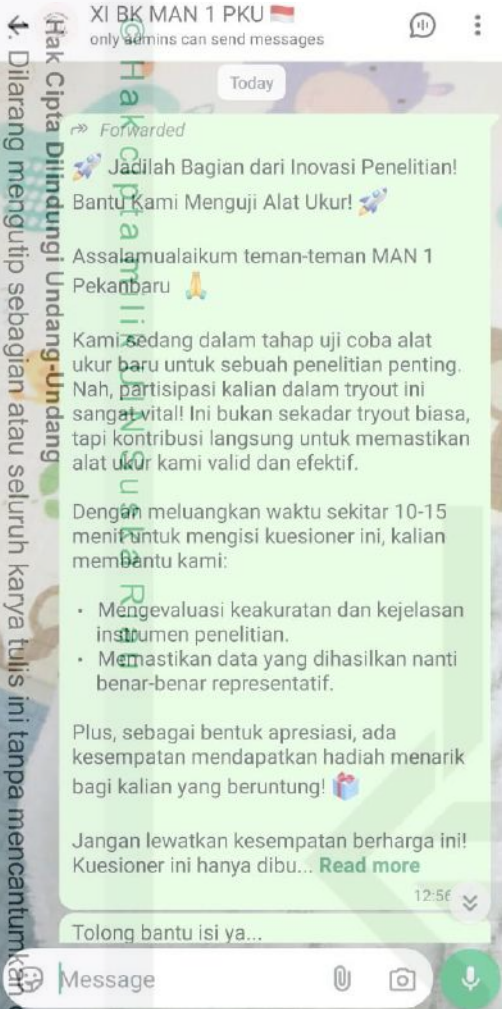 XI BK MAN 1 PKU 🇮🇩
only admins can send messages
Today
Forwarded
🚀 Jadilah Bagian dari Inovasi Penelitian!
Bantu Kami Menguji Alat Ukur! 🚀
Assalamualaikum teman-teman MAN 1
Pekanbaru 🙏
Kami sedang dalam tahap uji coba alat
ukur baru untuk sebuah penelitian penting.
Nah, partisipasi kalian dalam tryout ini
sangat vital! Ini bukan sekadar tryout biasa,
tapi kontribusi langsung untuk memastikan
alat ukur kami valid dan efektif.
Dengan meluangkan waktu sekitar 10-15
menit untuk mengisi kuesioner ini, kalian
membantu kami:
• Mengevaluasi keakuratan dan kejelasan
instrumen penelitian.
• Memastikan data yang dihasilkan nanti
benar-benar representatif.
Plus, sebagai bentuk apresiasi, ada
kesempatan mendapatkan hadiah menarik
bagi kalian yang beruntung! 🎁
Jangan lewatkan kesempatan berharga ini!
Kuesioner ini hanya dibu... Read more
12:56
Tolong bantu isi ya...
Message
© Hak cipta milik UIN Suska Riau
Hak Cipta Dilindungi Undang-Undang
. Dilarang mengutip sebagian atau seluruh karya tulis ini tanpa mencantumkan